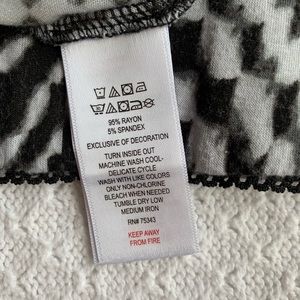 95% RAYON
5% SPANDEX
EXCLUSIVE OF DECORATION
TURN INSIDE OUT
MACHINE WASH COOL-
DELICATE CYCLE
WASH WITH LIKE COLORS
ONLY NON-CHLORINE
BLEACH WHEN NEEDED
TUMBLE DRY LOW
MEDIUM IRON
RN# 75343
KEEP AWAY
FROM FIRE